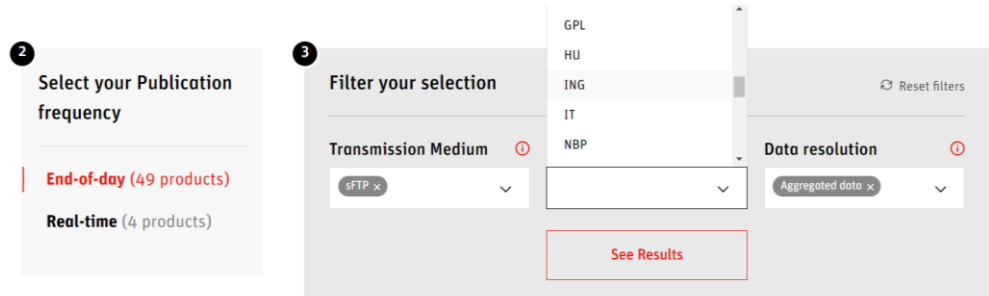 2
Select your Publication
frequency
End-of-day (49 products)
Real-time (4 products)
3
Filter your selection
Reset filters
Transmission Medium
sFTP ×
GPL
HU
ING
IT
NBP
Data resolution
Aggregated data ×
See Results